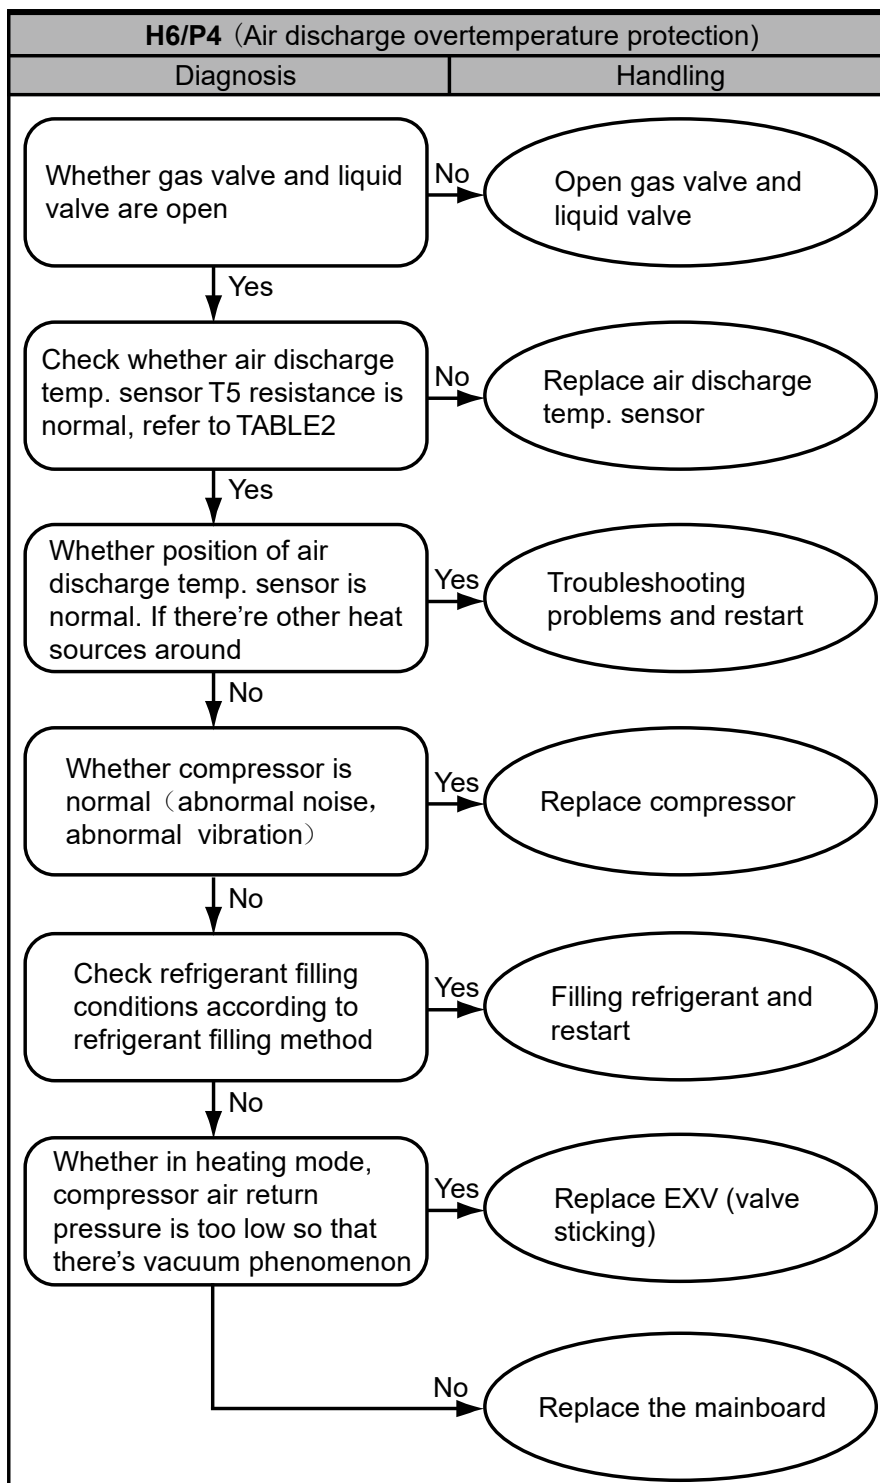 H6/P4（Air discharge overtemperature protection)
Diagnosis
Handling
Whether gas valve and liquid
valve are open
No
Open gas valve and
liquid valve
Yes
Check whether air discharge
temp. sensor T5 resistance is
normal, refer to TABLE2
No
Replace air discharge
temp. sensor
Yes
Whether position of air
discharge temp. sensor is
normal. If there’re other heat
sources around
Yes
Troubleshooting
problems and restart
No
Whether compressor is
normal（abnormal noise，
abnormal vibration）
Yes
Replace compressor
No
Check refrigerant filling
conditions according to
refrigerant filling method
Yes
Filling refrigerant and
restart
No
Whether in heating mode,
compressor air return
pressure is too low so that
there’s vacuum phenomenon
Yes
Replace EXV (valve
sticking)
No
Replace the mainboard